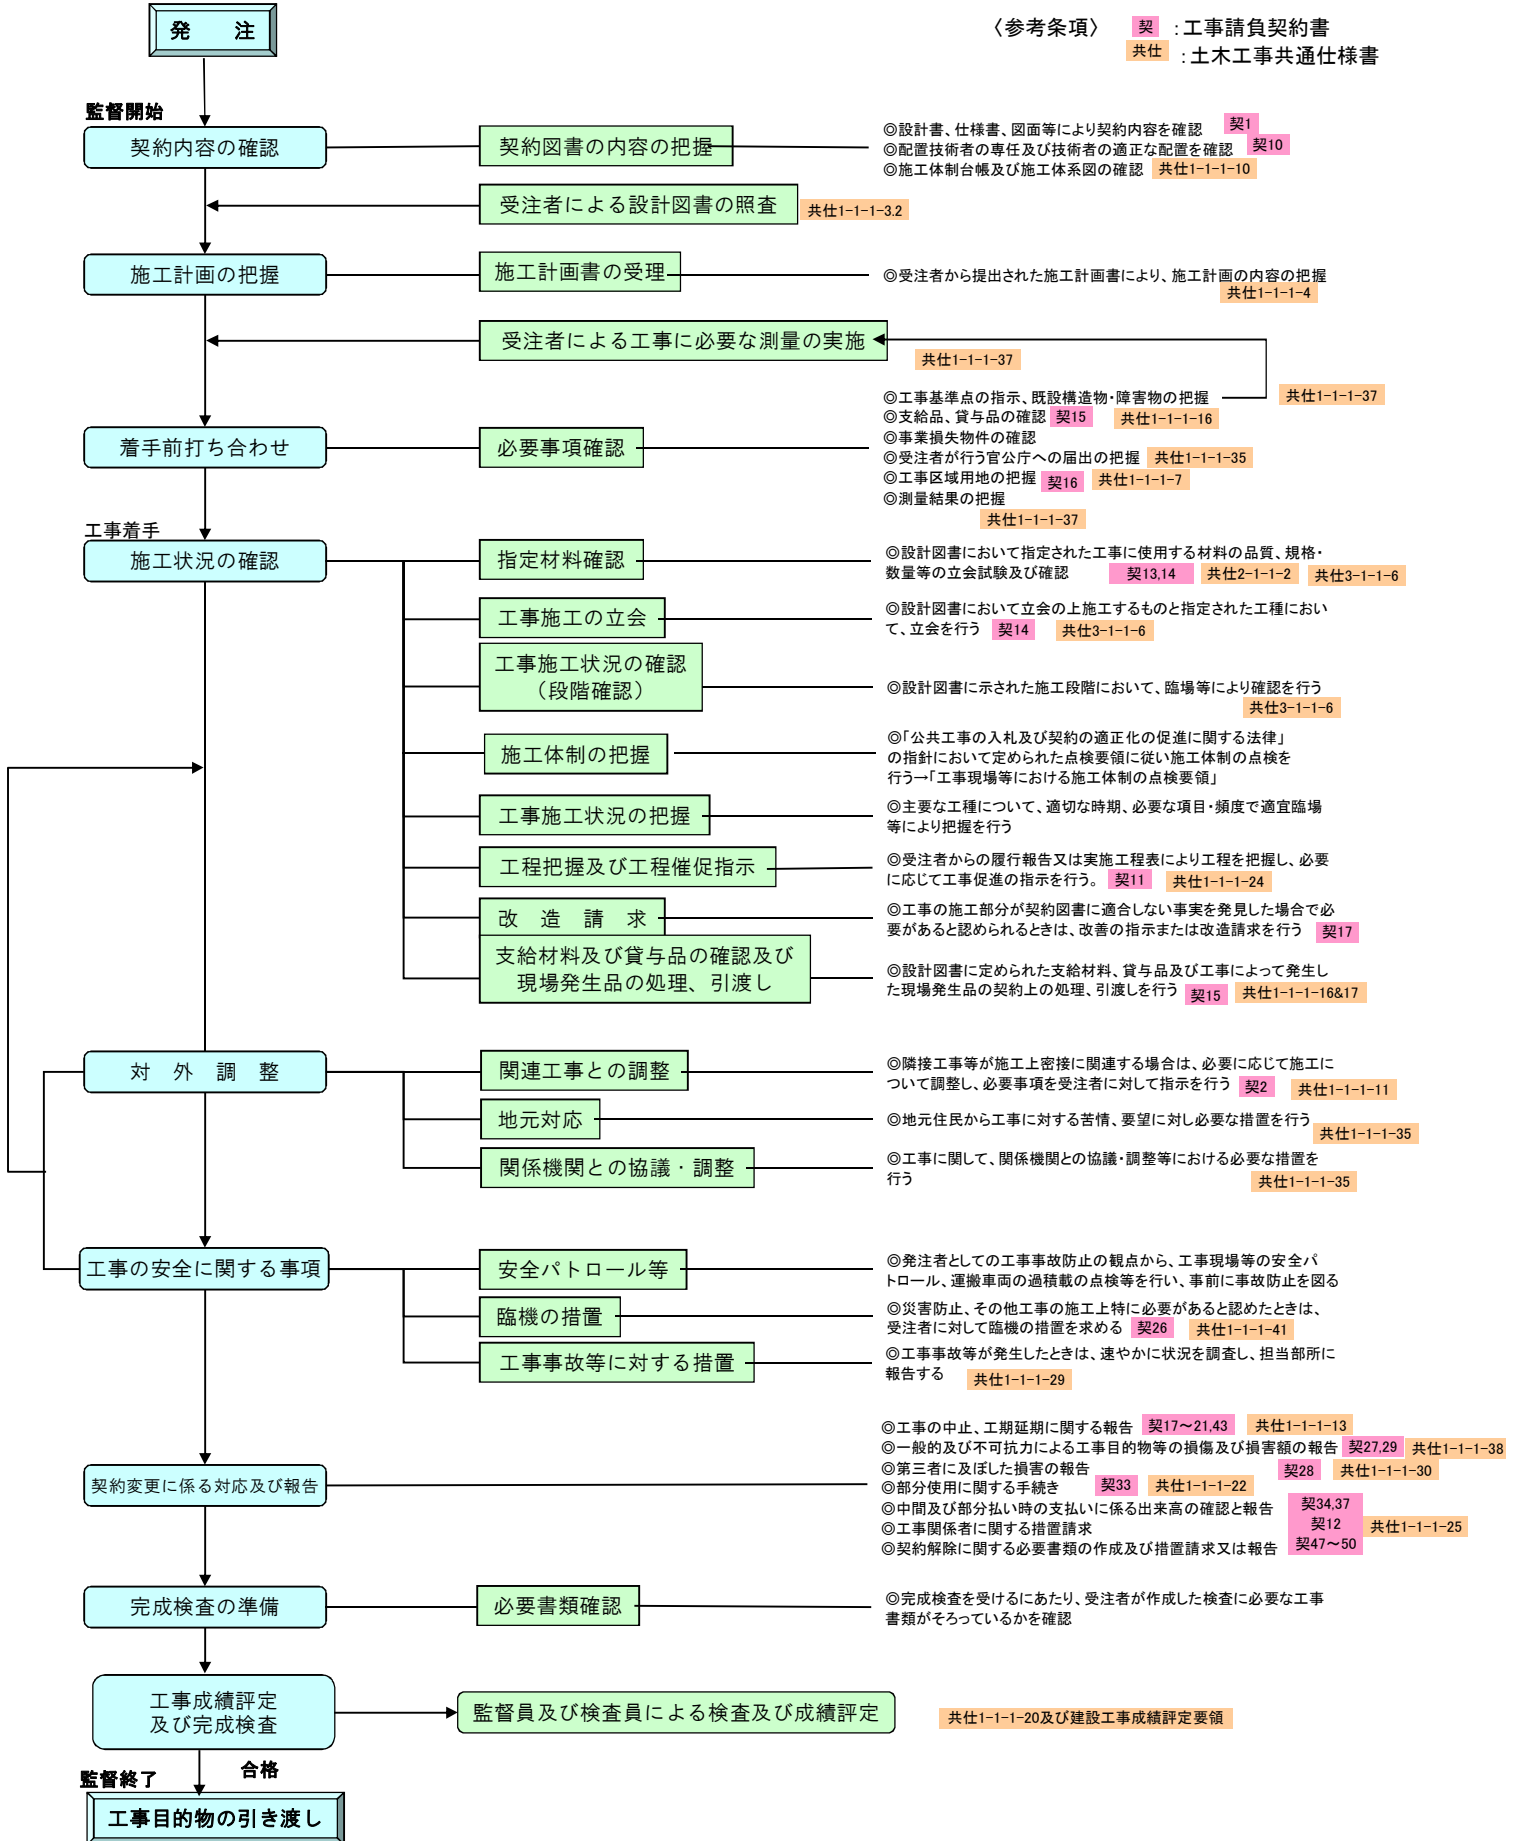 発　注
〈参考条項〉　契　：工事請負契約書
共仕　：土木工事共通仕様書
監督開始
契約内容の確認
契約図書の内容の把握
◎設計書、仕様書、図面等により契約内容を確認　契1
◎配置技術者の専任及び技術者の適正な配置を確認　契10
◎施工体制台帳及び施工体系図の確認　共仕1-1-1-10
受注者による設計図書の照査　共仕1-1-1-3.2
施工計画の把握
施工計画書の受理
◎受注者から提出された施工計画書により、施工計画の内容の把握
共仕1-1-1-4
受注者による工事に必要な測量の実施
共仕1-1-1-37
◎工事基準点の指示、既設構造物・障害物の把握　共仕1-1-1-37
◎支給品、貸与品の確認　契15　共仕1-1-1-16
着手前打ち合わせ
必要事項確認
◎事業損失物件の確認
◎受注者が行う官公庁への届出の把握　共仕1-1-1-35
◎工事区域用地の把握　契16　共仕1-1-1-7
◎測量結果の把握
共仕1-1-1-37
工事着手
施工状況の確認
指定材料確認
◎設計図書において指定された工事に使用する材料の品質、規格・
数量等の立会試験及び確認　契13,14　共仕2-1-1-2　共仕3-1-1-6
工事施工の立会
◎設計図書において立会の上施工するものと指定された工種におい
て、立会を行う　契14　共仕3-1-1-6
工事施工状況の確認
（段階確認）
◎設計図書に示された施工段階において、臨場等により確認を行う
共仕3-1-1-6
施工体制の把握
◎「公共工事の入札及び契約の適正化の促進に関する法律」
の指針において定められた点検要領に従い施工体制の点検を
行う→「工事現場等における施工体制の点検要領」
工事施工状況の把握
◎主要な工種について、適切な時期、必要な項目・頻度で適宜臨場
等により把握を行う
工程把握及び工程催促指示
◎受注者からの履行報告又は実施工程表により工程を把握し、必要
に応じて工事促進の指示を行う。　契11　共仕1-1-1-24
改　造　請　求
◎工事の施工部分が契約図書に適合しない事実を発見した場合で必
要があると認められるときは、改善の指示または改造請求を行う　契17
支給材料及び貸与品の確認及び
現場発生品の処理、引渡し
◎設計図書に定められた支給材料、貸与品及び工事によって発生し
た現場発生品の契約上の処理、引渡しを行う　契15　共仕1-1-1-16&17
対　外　調　整
関連工事との調整
◎隣接工事等が施工上密接に関連する場合は、必要に応じて施工に
ついて調整し、必要事項を受注者に対して指示を行う　契2　共仕1-1-1-11
地元対応
◎地元住民から工事に対する苦情、要望に対し必要な措置を行う
共仕1-1-1-35
関係機関との協議・調整
◎工事に関して、関係機関との協議・調整等における必要な措置を
行う　共仕1-1-1-35
工事の安全に関する事項
安全パトロール等
◎発注者としての工事事故防止の観点から、工事現場等の安全パ
トロール、運搬車両の過積載の点検等を行い、事前に事故防止を図る
臨機の措置
◎災害防止、その他工事の施工上特に必要があると認めたときは、
受注者に対して臨機の措置を求める　契26　共仕1-1-1-41
工事事故等に対する措置
◎工事事故等が発生したときは、速やかに状況を調査し、担当部所に
報告する　共仕1-1-1-29
契約変更に係る対応及び報告
◎工事の中止、工期延期に関する報告　契17～21,43　共仕1-1-1-13
◎一般的及び不可抗力による工事目的物等の損傷及び損害額の報告　契27,29　共仕1-1-1-38
◎第三者に及ぼした損害の報告　契28　共仕1-1-1-30
◎部分使用に関する手続き　契33　共仕1-1-1-22
◎中間及び部分払い時の支払いに係る出来高の確認と報告　契34,37
◎工事関係者に関する措置請求　契12　共仕1-1-1-25
◎契約解除に関する必要書類の作成及び措置請求又は報告　契47～50
完成検査の準備
必要書類確認
◎完成検査を受けるにあたり、受注者が作成した検査に必要な工事
書類がそろっているかを確認
工事成績評定
及び完成検査
監督員及び検査員による検査及び成績評定
共仕1-1-1-20及び建設工事成績評定要領
合格
監督終了
工事目的物の引き渡し